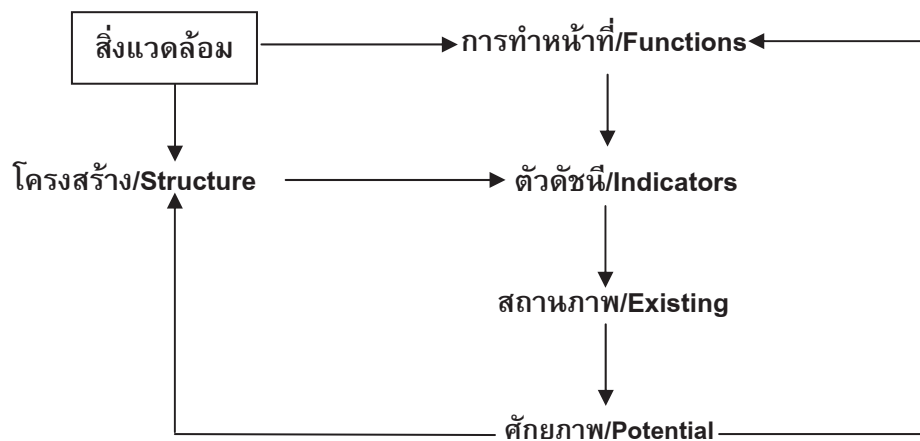 สิ่งแวดล้อม
การทำหน้าที่/Functions
โครงสร้าง/Structure
ตัวดัชนี/Indicators
สถานภาพ/Existing
ศักยภาพ/Potential